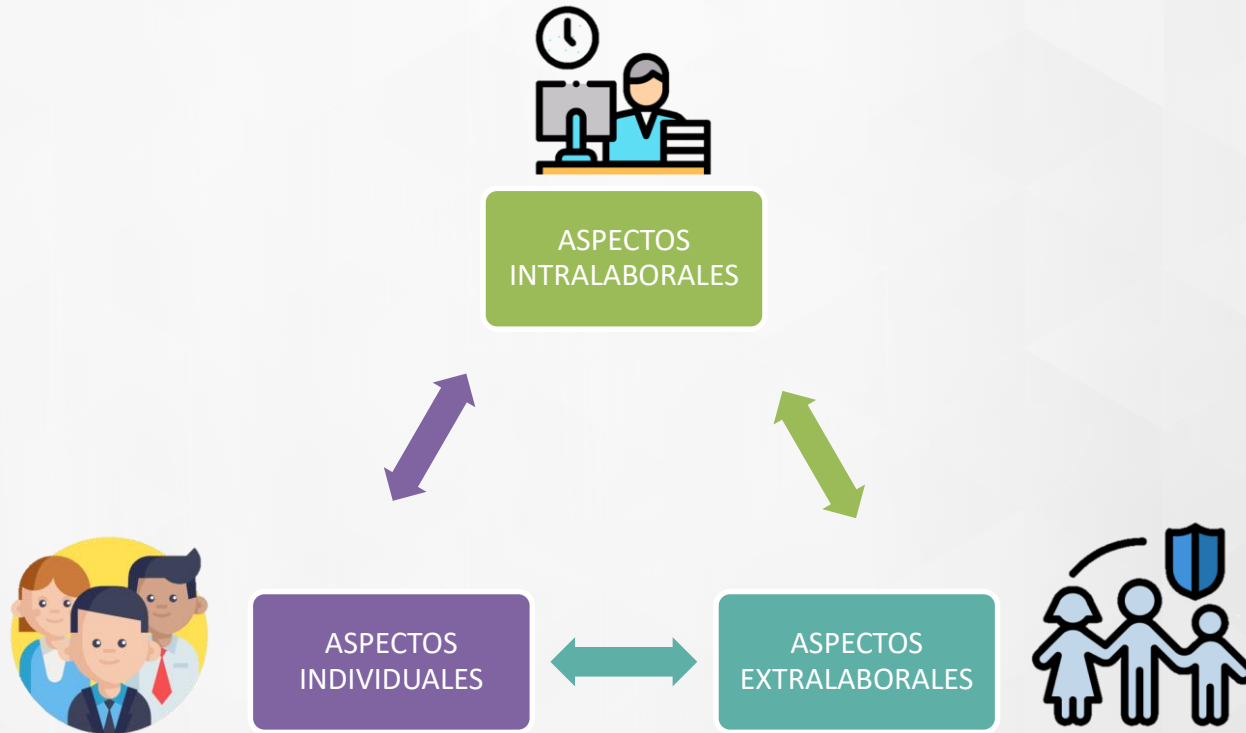 ASPECTOS
INTRALABORALES
ASPECTOS
INDIVIDUALES
ASPECTOS
EXTRALABORALES